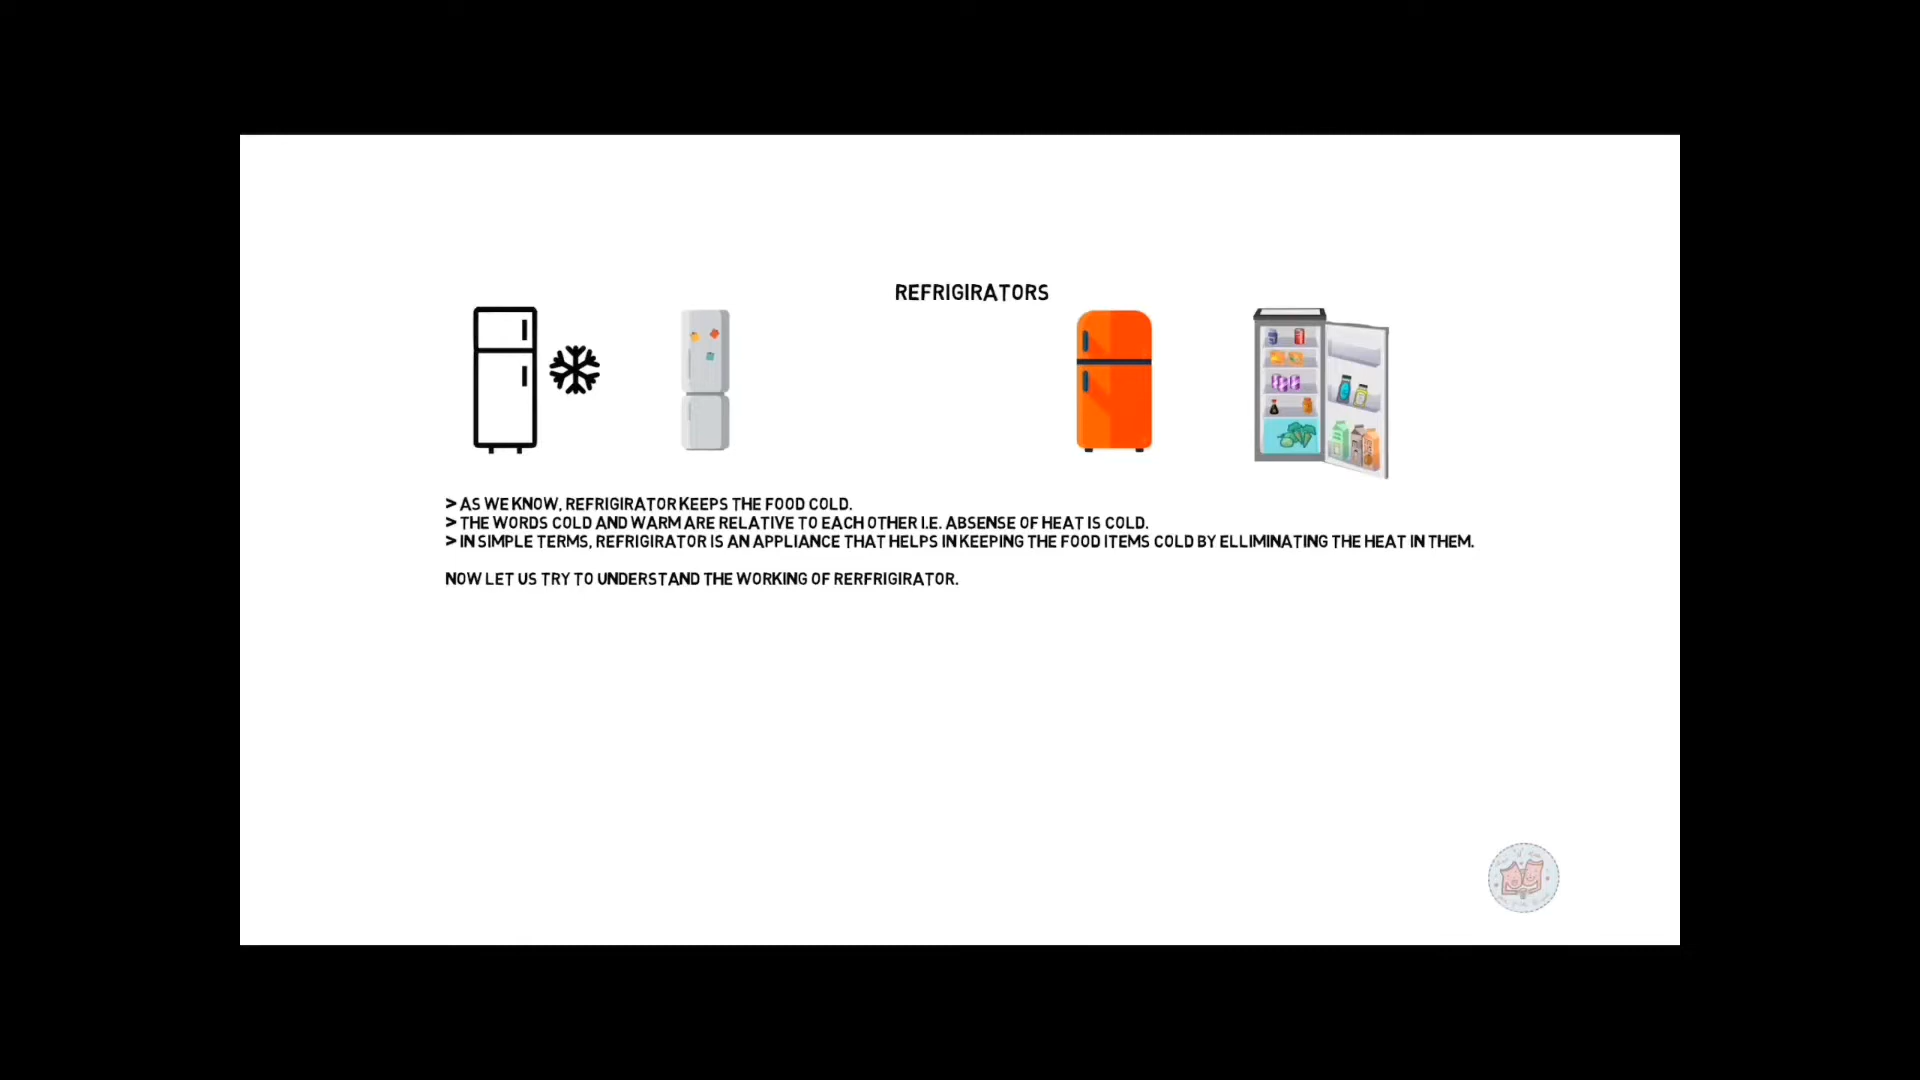 REFRIGIRATORS
> AS WE KNOW, REFRIGIRATOR KEEPS THE FOOD COLD.
> THE WORDS COLD AND WARM ARE RELATIVE TO EACH OTHER I.E. ABSENSE OF HEAT IS COLD.
> IN SIMPLE TERMS, REFRIGIRATOR IS AN APPLIANCE THAT HELPS IN KEEPING THE FOOD ITEMS COLD BY ELLIMINATING THE HEAT IN THEM.
NOW LET US TRY TO UNDERSTAND THE WORKING OF RERFRIGIRATOR.